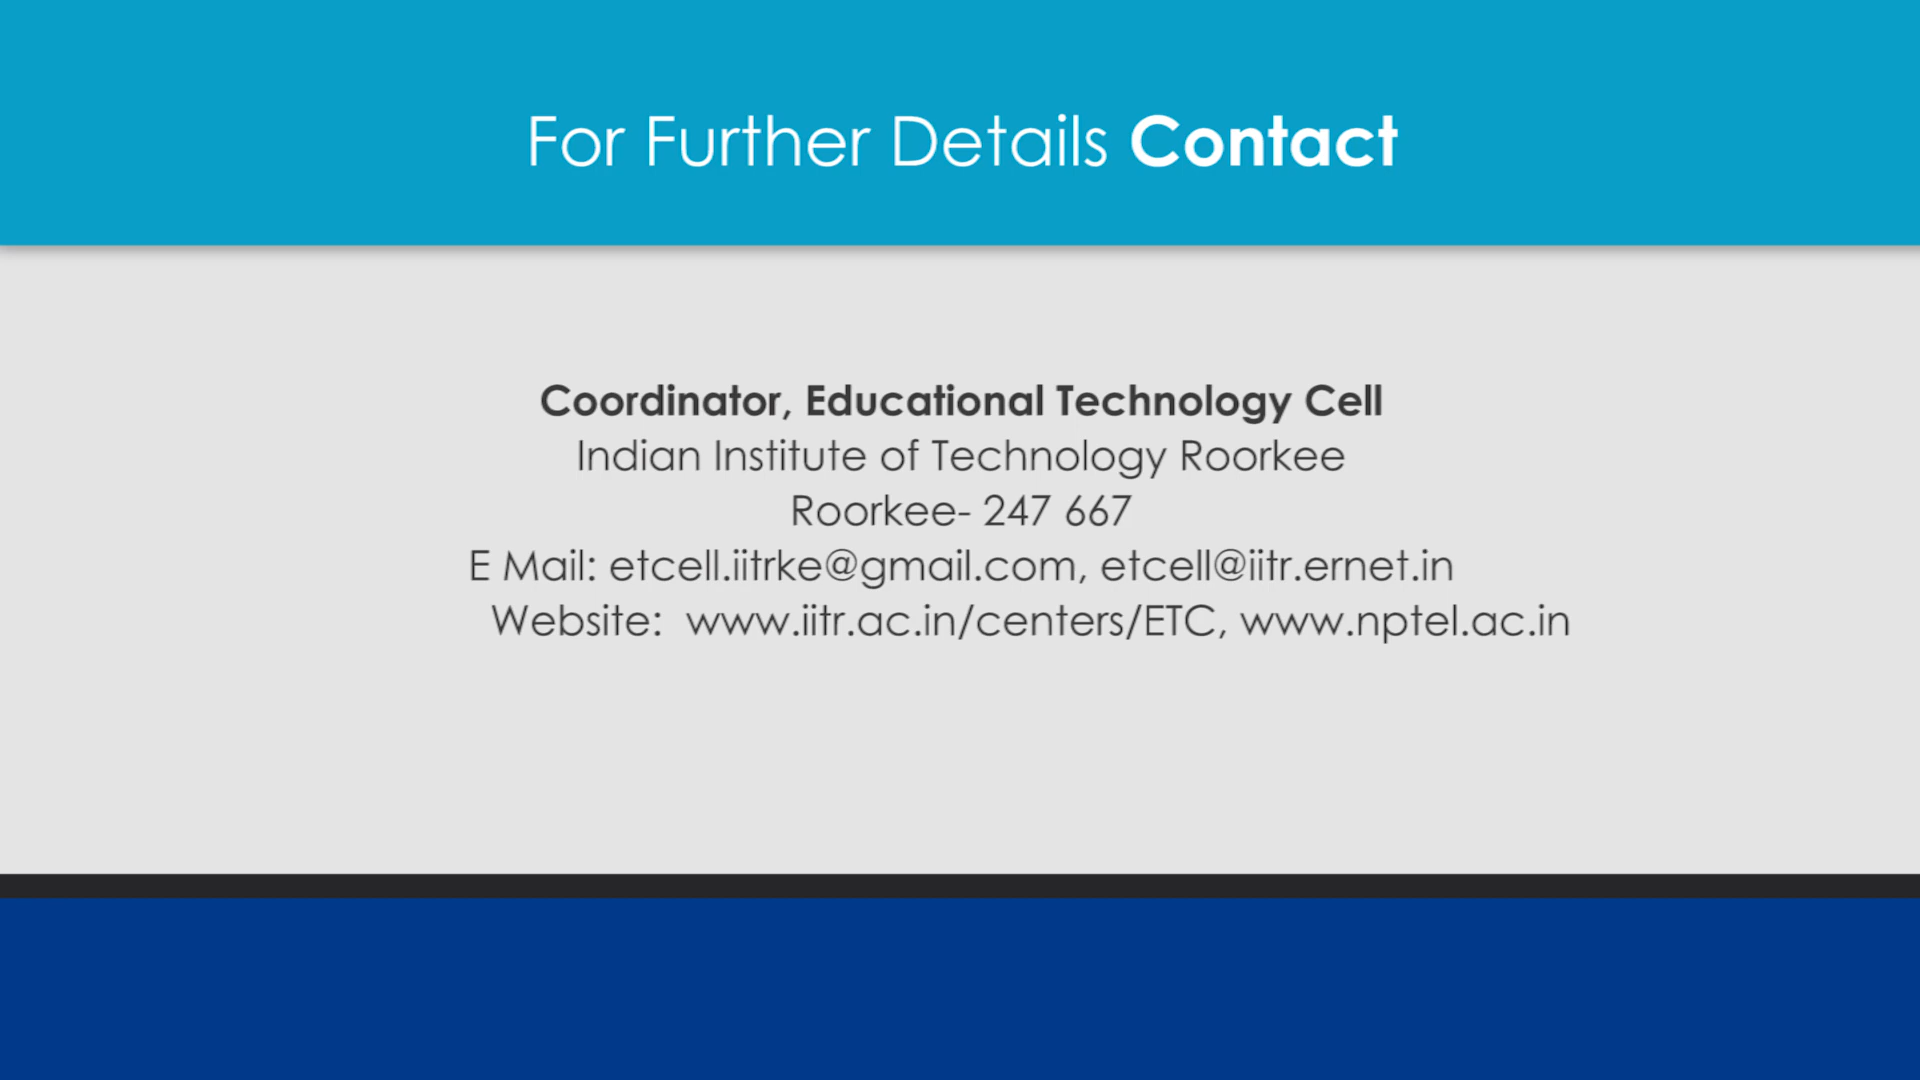 For Further Details Contact
Coordinator, Educational Technology Cell
Indian Institute of Technology Roorkee
Roorkee- 247 667
E Mail: etcell.iitrke@gmail.com, etcell@iitr.ernet.in
Website:  www.iitr.ac.in/centers/ETC, www.nptel.ac.in